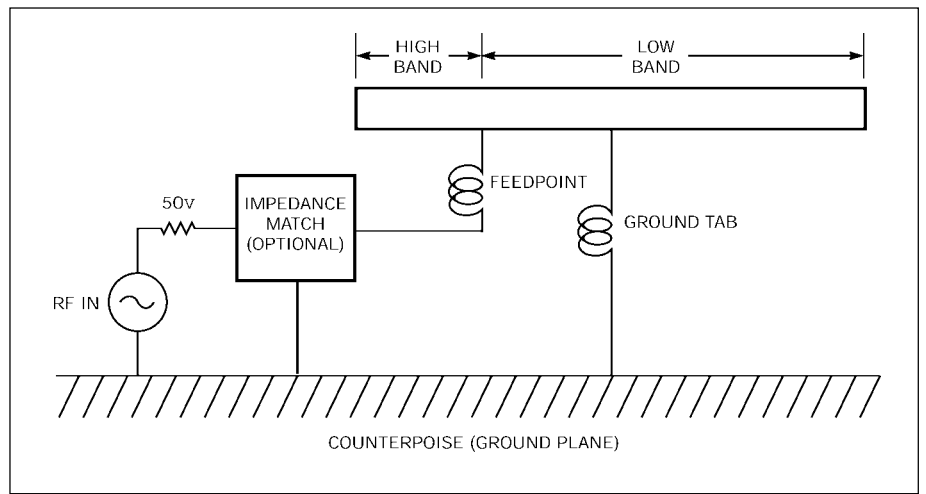 HIGH
BAND
LOW
BAND
FEEDPOINT
50v
IMPEDANCE
MATCH
(OPTIONAL)
GROUND TAB
RF IN
COUNTERPOISE (GROUND PLANE)